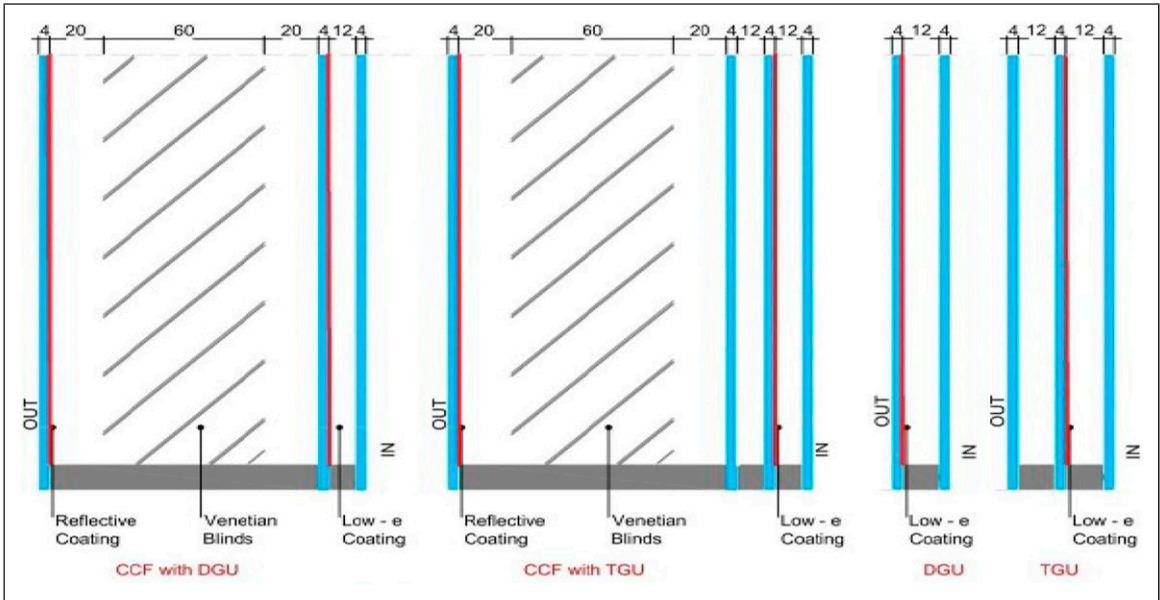 4 20 60 20 4 12 4
4 20 60 20 4 12 4 12 4
4 12 4
4 12 4 12 4
OUT
IN
OUT
IN
OUT
IN
OUT
IN
Reflective
Coating
Venetian
Blinds
Low - e
Coating
Reflective
Coating
Venetian
Blinds
Low - e
Coating
Low - e
Coating
Low - e
Coating
CCF with DGU
CCF with TGU
DGU
TGU